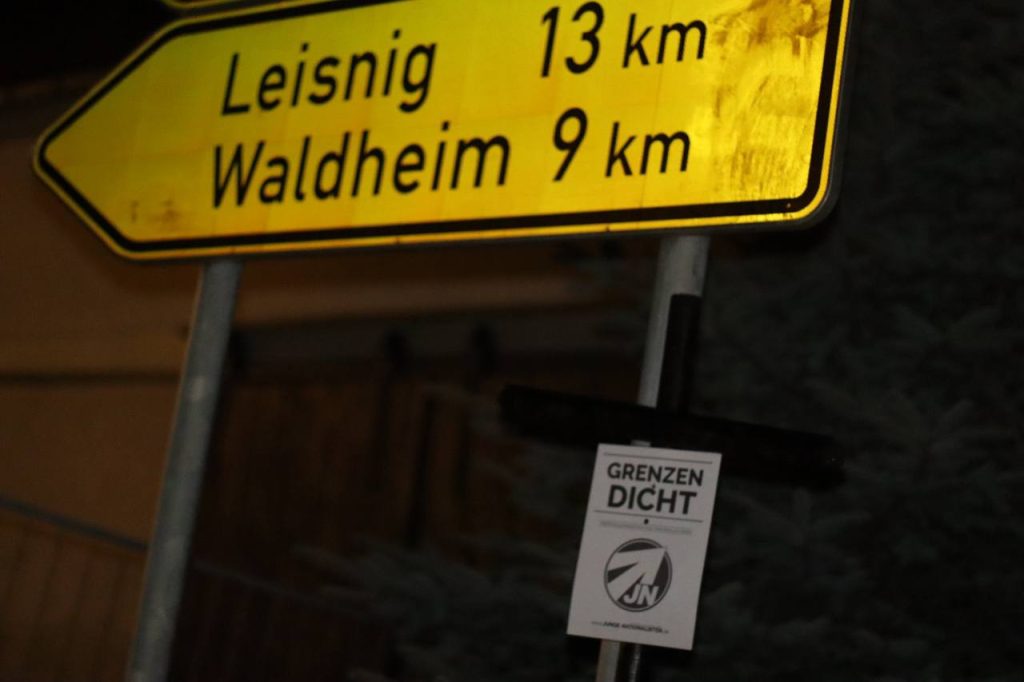 Leisnig 13 km
Waldheim 9 km
GRENZEN
DICHT
JN